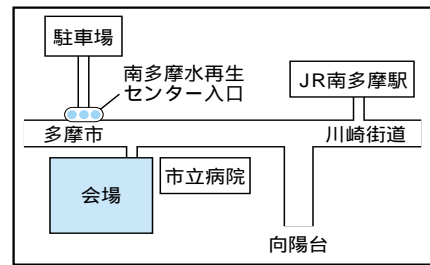 駐車場
南多摩水再生
センター入口
JR南多摩駅
多摩市
川崎街道
会場
市立病院
向陽台